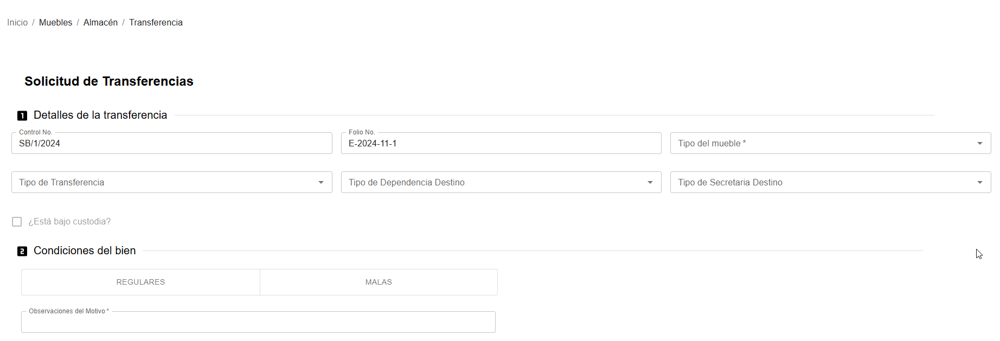 Inicio / Muebles / Almacén / Transferencia
Solicitud de Transferencias
1 Detalles de la transferencia
Control No. Folio No.
SB/1/2024 E-2024-11-1 Tipo del mueble *
Tipo de Transferencia Tipo de Dependencia Destino Tipo de Secretaria Destino
¿Está bajo custodia?
2 Condiciones del bien
REGULARES MALAS
Observaciones del Motivo *